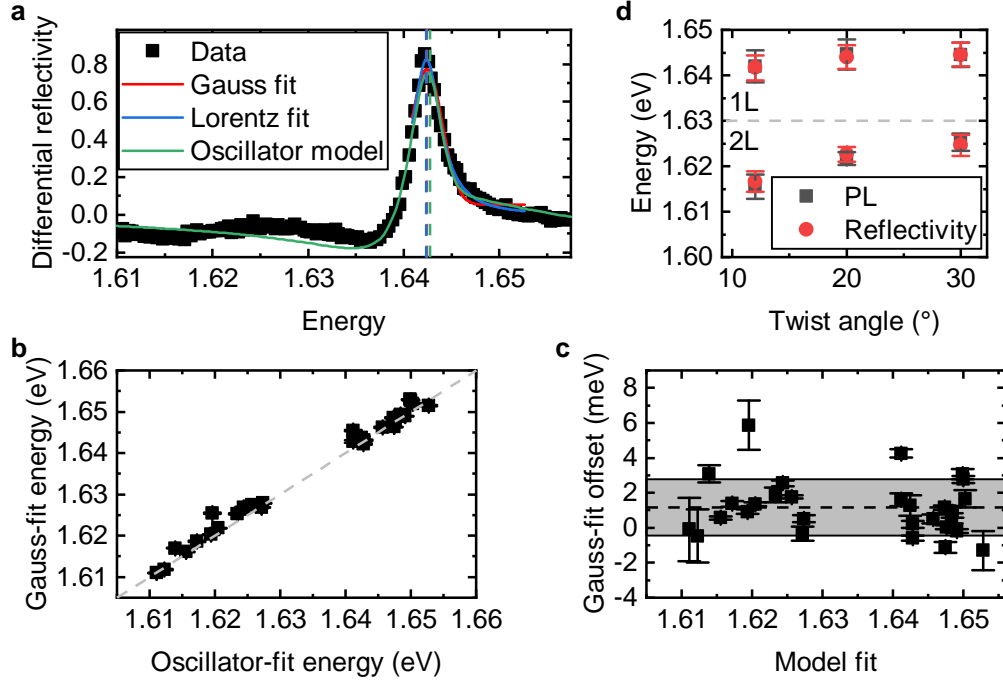 a
Differential reflectivity
0.8
0.6
0.4
0.2
0.0
-0.2
Data
Gauss fit
Lorentz fit
Oscillator model
1.61 1.62 1.63 1.64 1.65
Energy
d
Energy (eV)
1.65
1.64
1.63
1.62
1.61
1.60
1L
2L
PL
Reflectivity
10 20 30
Twist angle (°)
b
Gauss-fit energy (eV)
1.66
1.65
1.64
1.63
1.62
1.61
1.61 1.62 1.63 1.64 1.65 1.66
Oscillator-fit energy (eV)
c
Gauss-fit offset (meV)
8
6
4
2
0
-2
-4
1.61 1.62 1.63 1.64 1.65
Model fit